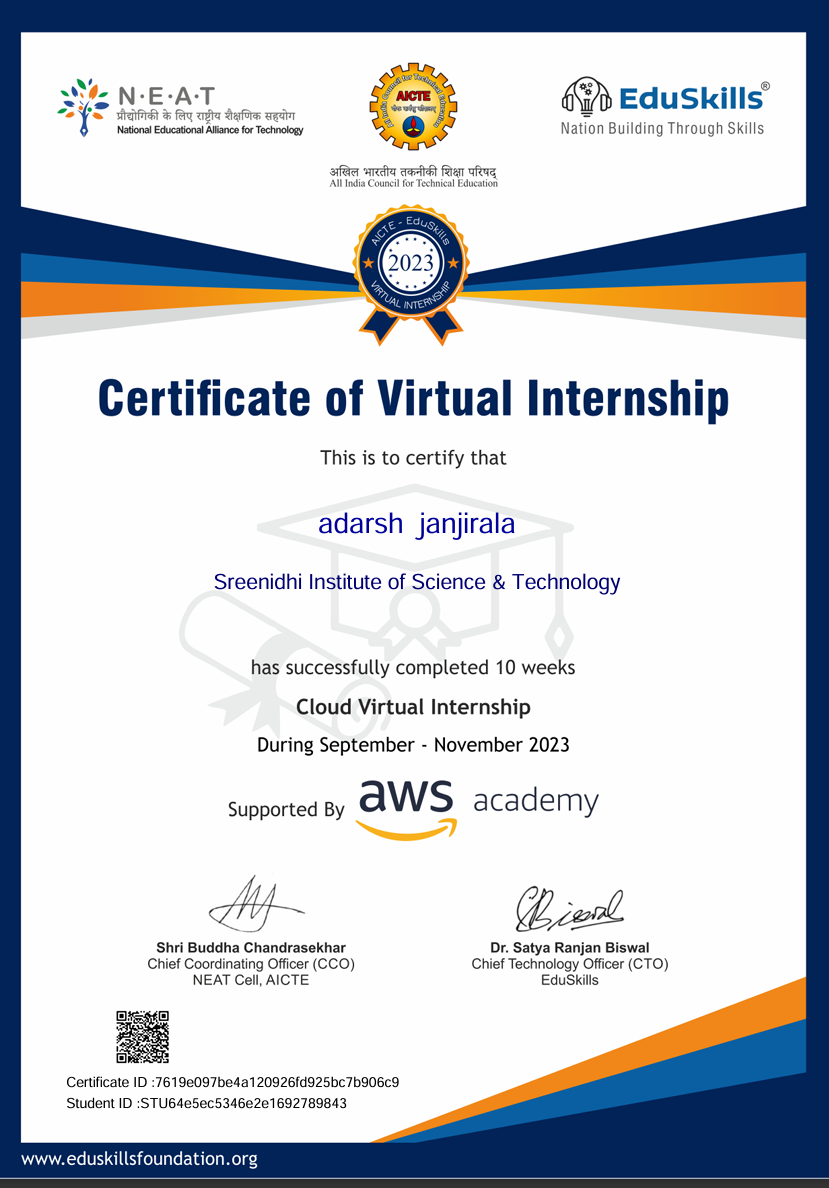 N·E·A·T
प्रौद्योगिकी के लिए राष्ट्रीय शैक्षणिक सहयोग
National Educational Alliance for Technology
All India Council for Technical Education
AICTE
अखिल भारतीय तकनीकी शिक्षा परिषद्
All India Council for Technical Education
EduSkills®
Nation Building Through Skills
AICTE - EduSkills
2023
VIRTUAL INTERNSHIP
Certificate of Virtual Internship
This is to certify that
adarsh janjirala
Sreenidhi Institute of Science & Technology
has successfully completed 10 weeks
Cloud Virtual Internship
During September - November 2023
Supported By aws academy
Biswal
Shri Buddha Chandrasekhar
Chief Coordinating Officer (CCO)
NEAT Cell, AICTE
Dr. Satya Ranjan Biswal
Chief Technology Officer (CTO)
EduSkills
Certificate ID :7619e097be4a120926fd925bc7b906c9
Student ID :STU64e5ec5346e2e1692789843
www.eduskillsfoundation.org